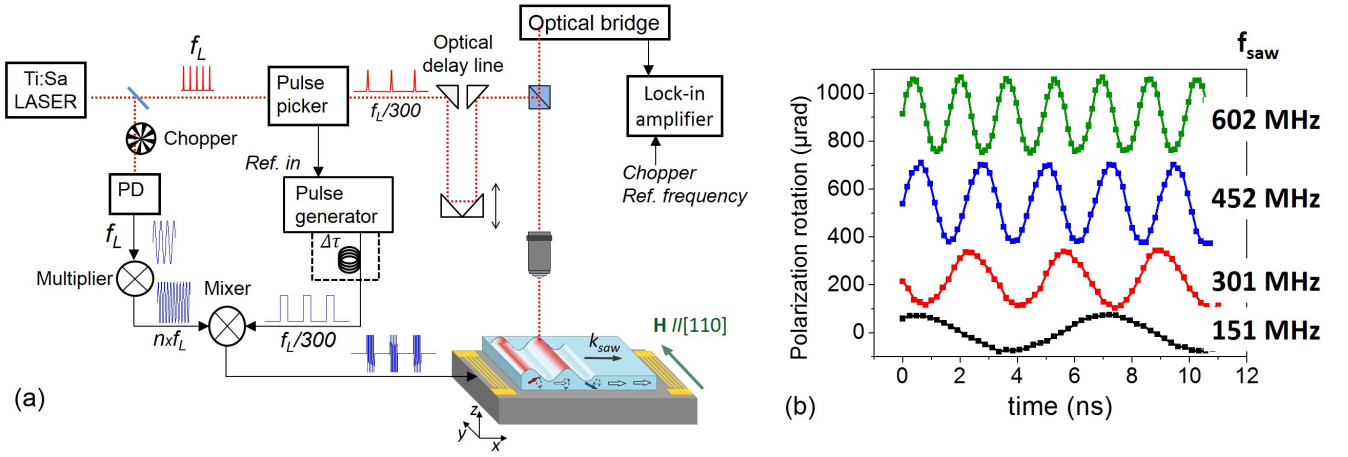 Ti:Sa
LASER
f_L
Pulse
picker
f_L/300
Optical
delay line
Optical bridge
Lock-in
amplifier
Chopper
Ref. frequency
Chopper
PD
f_L
Multiplier
n×f_L
Mixer
Ref. in
Pulse
generator
Δτ
f_L/300
H //[110]
k_saw
z
y
x
(a)
f_saw
Polarization rotation (µrad)
1000
800
600
400
200
0
602 MHz
452 MHz
301 MHz
151 MHz
0 2 4 6 8 10 12
time (ns)
(b)